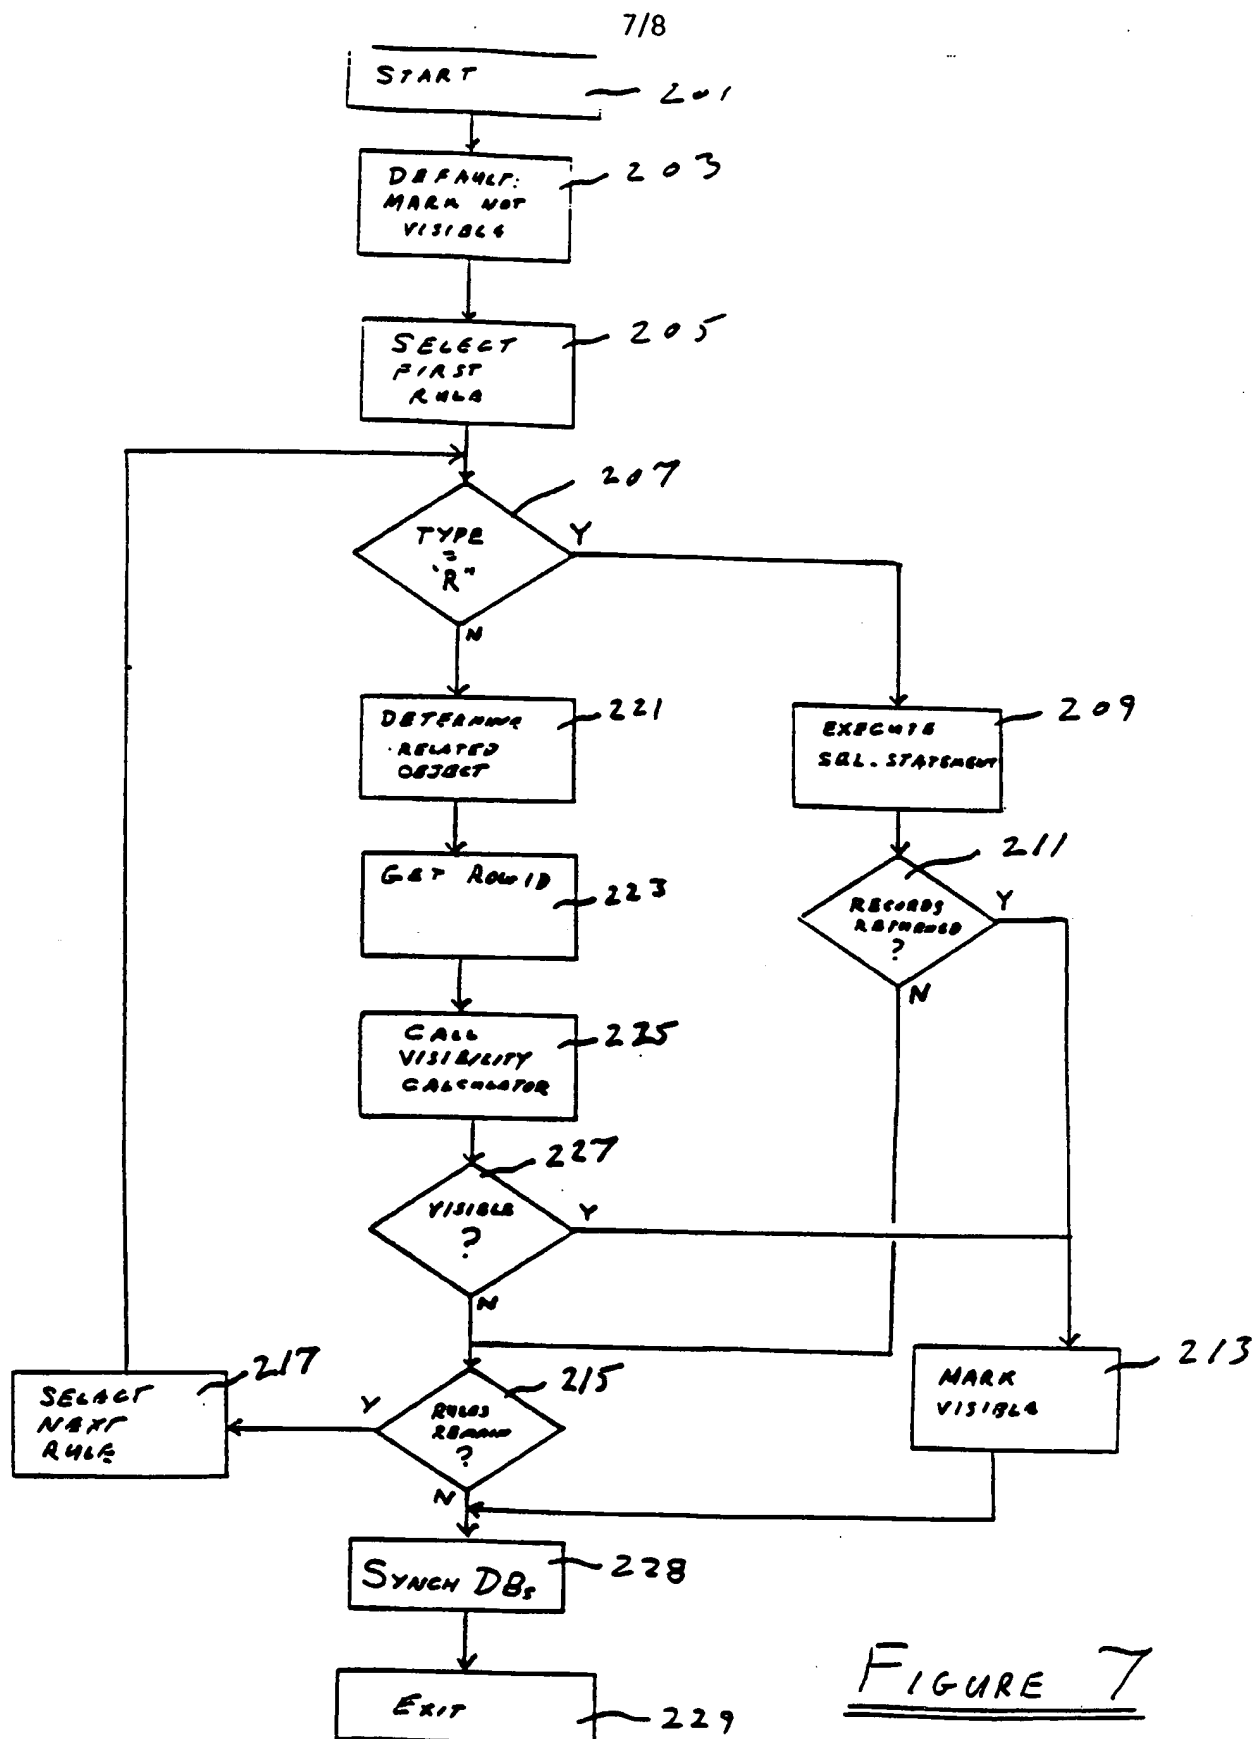 7/8
START
201
DEFAULT:
MARK NOT
VISIBLE
203
SELECT
FIRST
RULE
205
207
TYPE
=
"R"
Y
N
DETERMINE
RELATED
OBJECT
221
EXECUTE
SQL. STATEMENT
209
GET ROW ID
223
211
RECORDS
RETURNED
?
Y
N
CALL
VISIBILITY
CALCULATOR
225
227
VISIBLE
?
Y
N
SELECT
NEXT
RULE
217
215
RULES
REMAIN
?
Y
N
MARK
VISIBLE
213
SYNCH DBs
228
EXIT
229
FIGURE 7